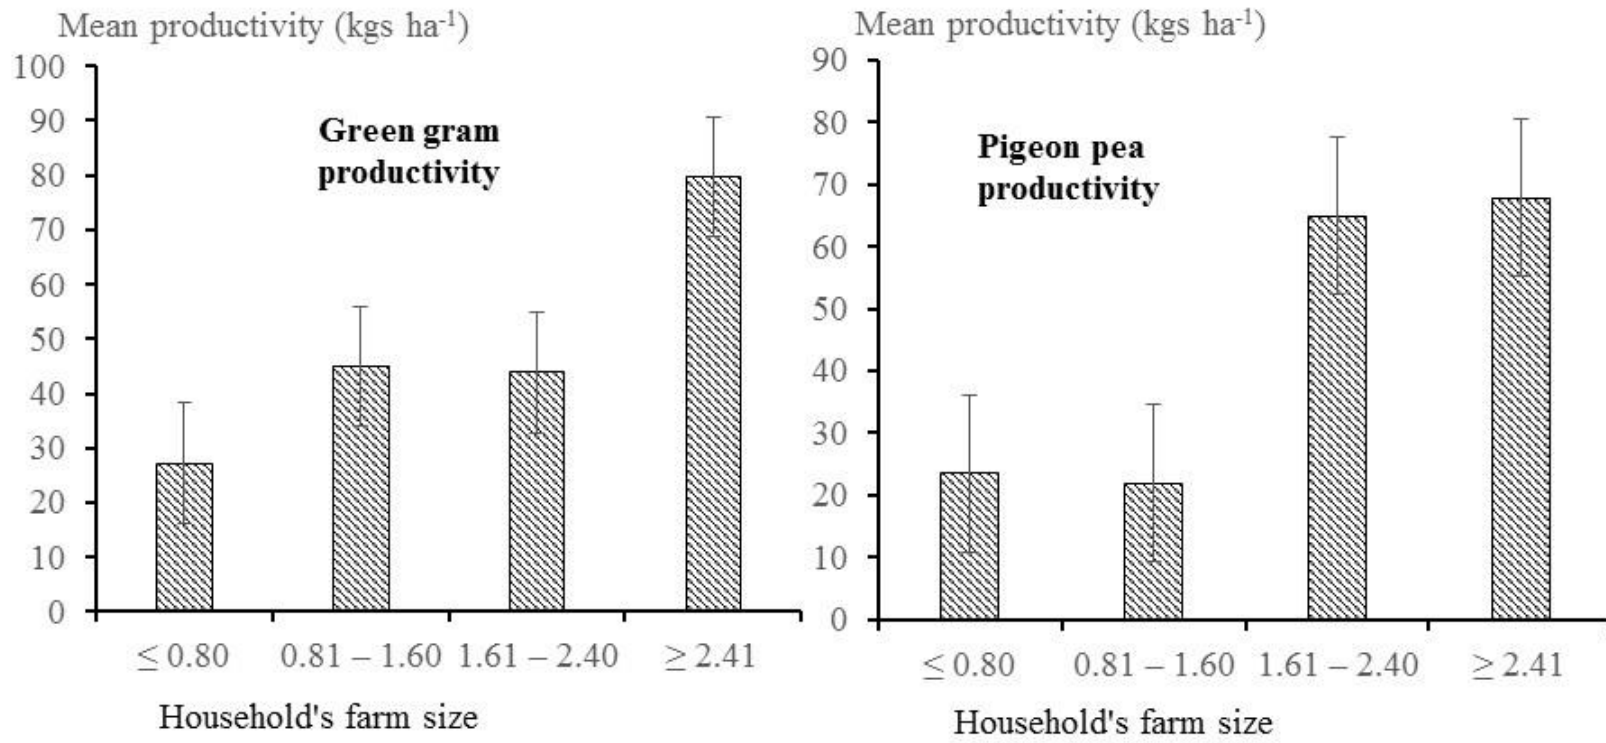 Mean productivity (kgs ha-1)
100
90
80
70
60
50
40
30
20
10
0
Green gram
productivity
≤ 0.80 0.81 – 1.60 1.61 – 2.40 ≥ 2.41
Household's farm size
Mean productivity (kgs ha-1)
90
80
70
60
50
40
30
20
10
0
Pigeon pea
productivity
≤ 0.80 0.81 – 1.60 1.61 – 2.40 ≥ 2.41
Household's farm size